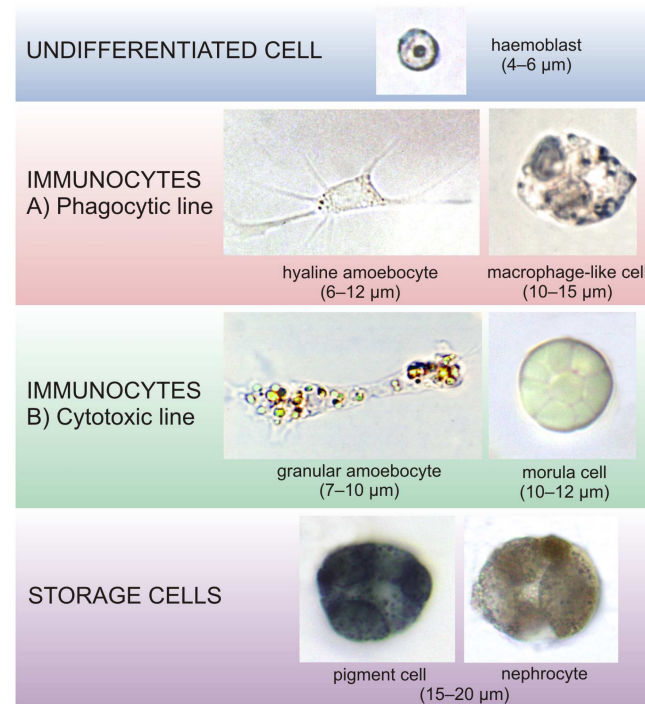 UNDIFFERENTIATED CELL
haemoblast
(4–6 µm)
IMMUNOCYTES
A) Phagocytic line
hyaline amoebocyte
(6–12 µm)
macrophage-like cell
(10–15 µm)
IMMUNOCYTES
B) Cytotoxic line
granular amoebocyte
(7–10 µm)
morula cell
(10–12 µm)
STORAGE CELLS
pigment cell
nephrocyte
(15–20 µm)